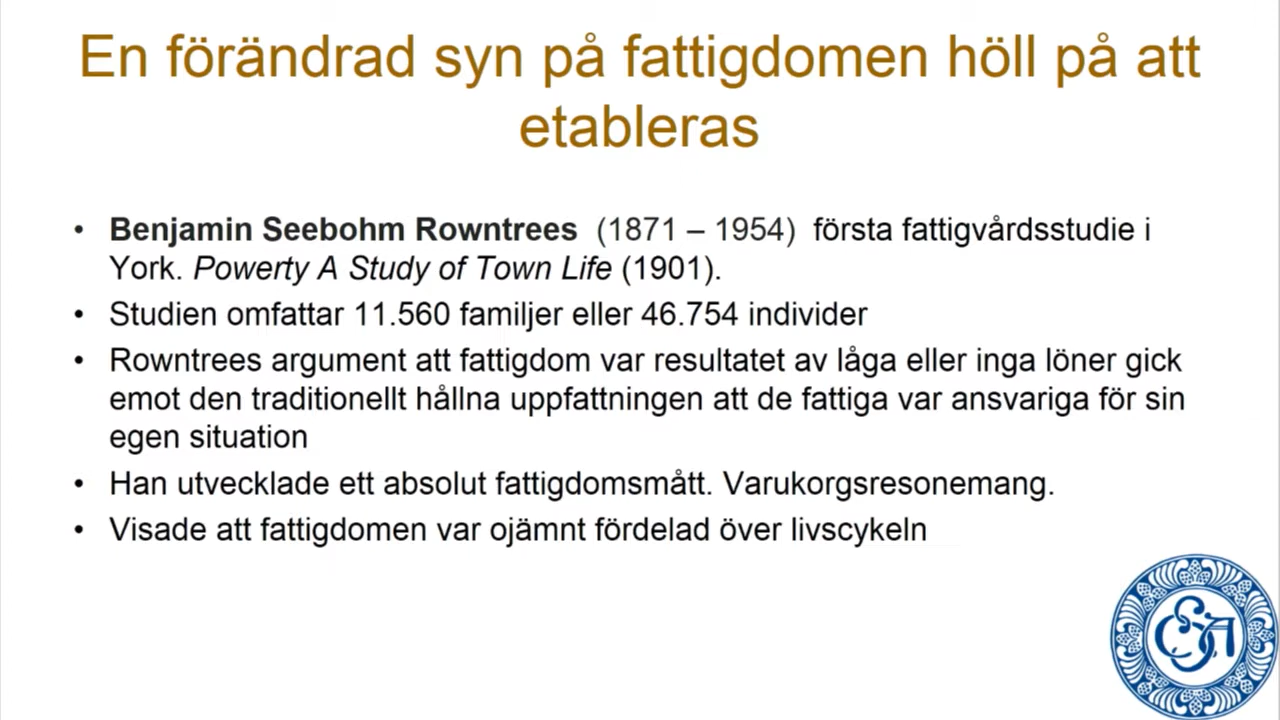 En förändrad syn på fattigdomen höll på att
etableras
• Benjamin Seebohm Rowntrees (1871 – 1954) första fattigvårdsstudie i
York. Powerty A Study of Town Life (1901).
• Studien omfattar 11.560 familjer eller 46.754 individer
• Rowntrees argument att fattigdom var resultatet av låga eller inga löner gick
emot den traditionellt hållna uppfattningen att de fattiga var ansvariga för sin
egen situation
• Han utvecklade ett absolut fattigdomsmått. Varukorgsresonemang.
• Visade att fattigdomen var ojämnt fördelad över livscykeln